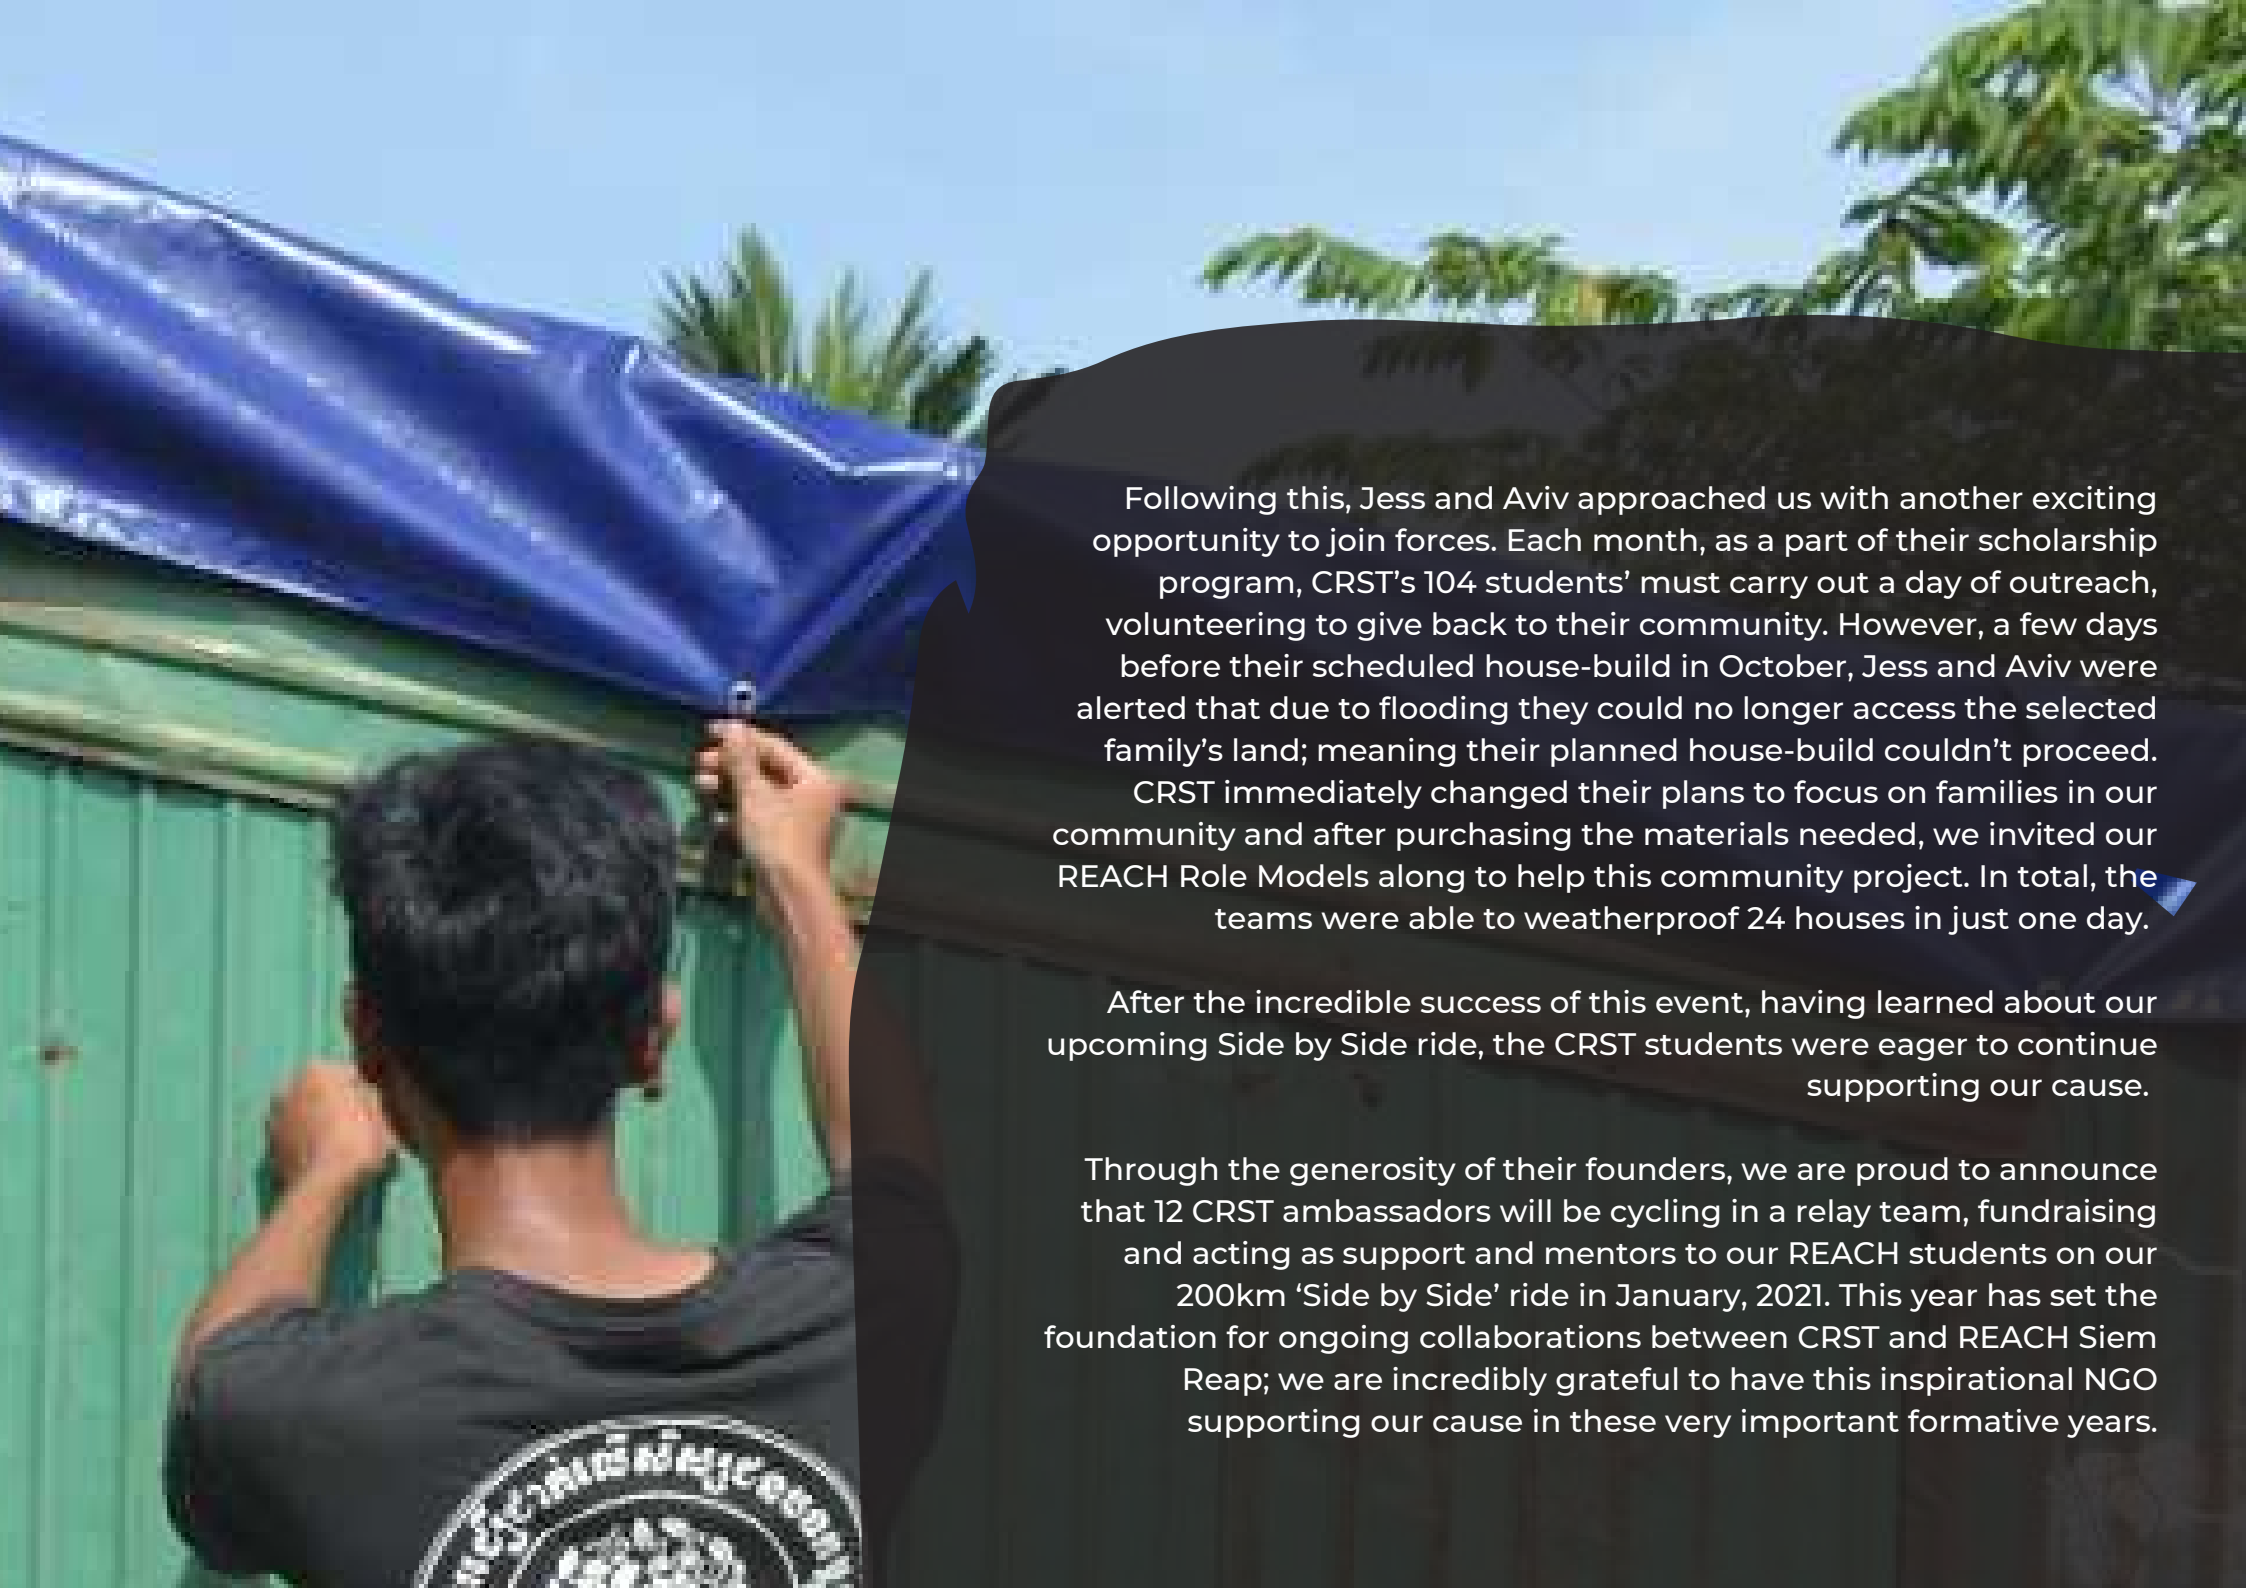 Following this, Jess and Aviv approached us with another exciting
opportunity to join forces. Each month, as a part of their scholarship
program, CRST’s 104 students’ must carry out a day of outreach,
volunteering to give back to their community. However, a few days
before their scheduled house-build in October, Jess and Aviv were
alerted that due to flooding they could no longer access the selected
family’s land; meaning their planned house-build couldn’t proceed.
CRST immediately changed their plans to focus on families in our
community and after purchasing the materials needed, we invited our
REACH Role Models along to help this community project. In total, the
teams were able to weatherproof 24 houses in just one day.
After the incredible success of this event, having learned about our
upcoming Side by Side ride, the CRST students were eager to continue
supporting our cause.
Through the generosity of their founders, we are proud to announce
that 12 CRST ambassadors will be cycling in a relay team, fundraising
and acting as support and mentors to our REACH students on our
200km ‘Side by Side’ ride in January, 2021. This year has set the
foundation for ongoing collaborations between CRST and REACH Siem
Reap; we are incredibly grateful to have this inspirational NGO
supporting our cause in these very important formative years.